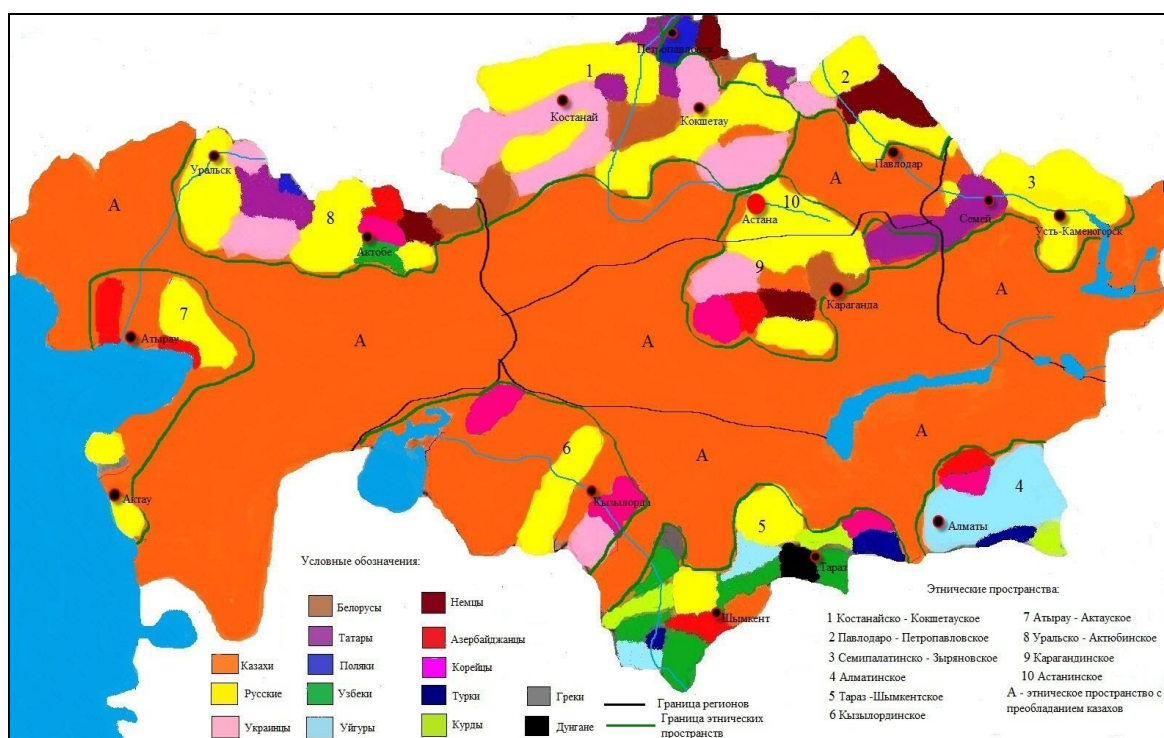 Петропавловск
1
2
Костанай
Кокшетау
Павлодар
А
Уральск
А
3
Семей
10
Астана
Усть-Каменогорск
8
Актобе
9
Караганда
А
7
Атырау
А
А
А
6
А
Актау
Кызылорда
4
Алматы
5
Тараз
Шымкент
Условные обозначения:
Белорусы
Немцы
Татары
Азербайджанцы
Казахи
Поляки
Корейцы
Русские
Узбеки
Турки
Греки
Граница регионов
Украинцы
Уйгуры
Курды
Дунгане
Граница этнических
пространств
Этнические пространства:
1 Костанайско - Кокшетауское
2 Павлодаро - Петропавловское
3 Семипалатинско - Зыряновское
4 Алматинское
5 Тараз -Шымкентское
6 Кызылординское
7 Атырау - Актауское
8 Уральско - Актюбинское
9 Карагандинское
10 Астанинское
А - этническое пространство с
преобладанием казахов